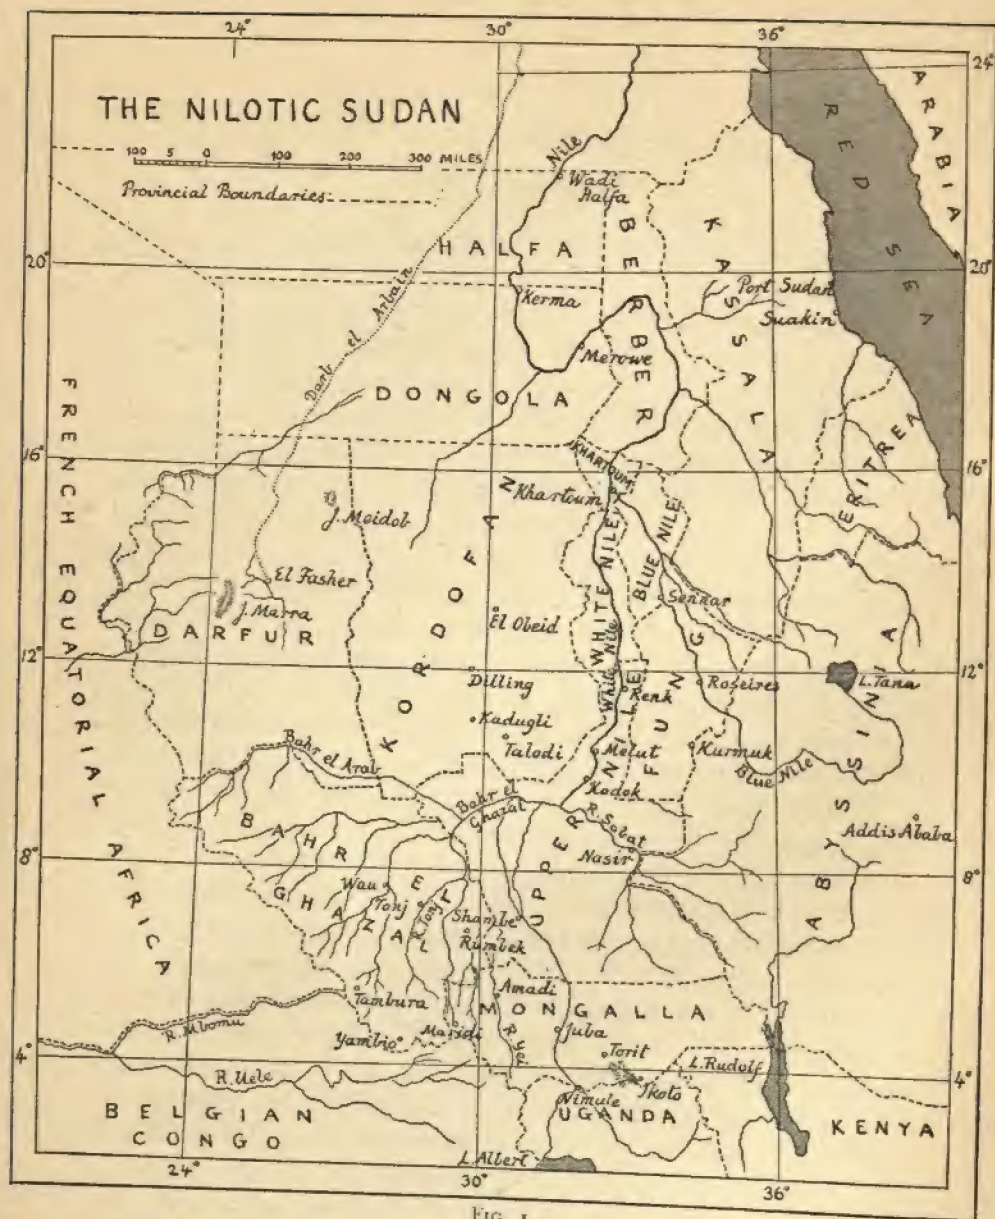 24°
30°
36°
24°
THE NILOTIC SUDAN
100 5 0 100 200 300 MILES
Provincial Boundaries
ARABIA
RED SEA
Nile
Wadi
Halfa
HALFA
BERBER
KASSALA
20°
20°
Port Sudan
Suakin
Kerma
Darb el Arbain
Merowe
DONGOLA
FRENCH EQUATORIAL AFRICA
16°
16°
KHARTOUM
Khartoum
ERITREA
J. Meidob
KORDOFAN
WHITE NILE
BLUE NILE
El Fasher
J. Marra
DARFUR
Sennar
El Obeid
FUNG
12°
12°
White Nile
Dilling
Renk
Roseires
L. Tana
Kadugli
Talodi
Melut
Kurmuk
Blue Nile
Bahr el Arab
Bahr el
Ghazal
Kodok
UPPER NILE
R. Sobat
ABYSSINIA
Addis Ababa
8°
8°
BAHR EL
GHAZAL
Nasir
Wau
Tonj
R. Tonj
Shambe
Rumbek
Amadi
Tambura
MONGALLA
R. Mbomu
Yambio
Maridi
R. Yei
Juba
4°
4°
Torit
L. Rudolf
R. Uele
Ikoto
Nimule
UGANDA
BELGIAN
CONGO
KENYA
L. Albert
24°
30°
36°
FIG. 1